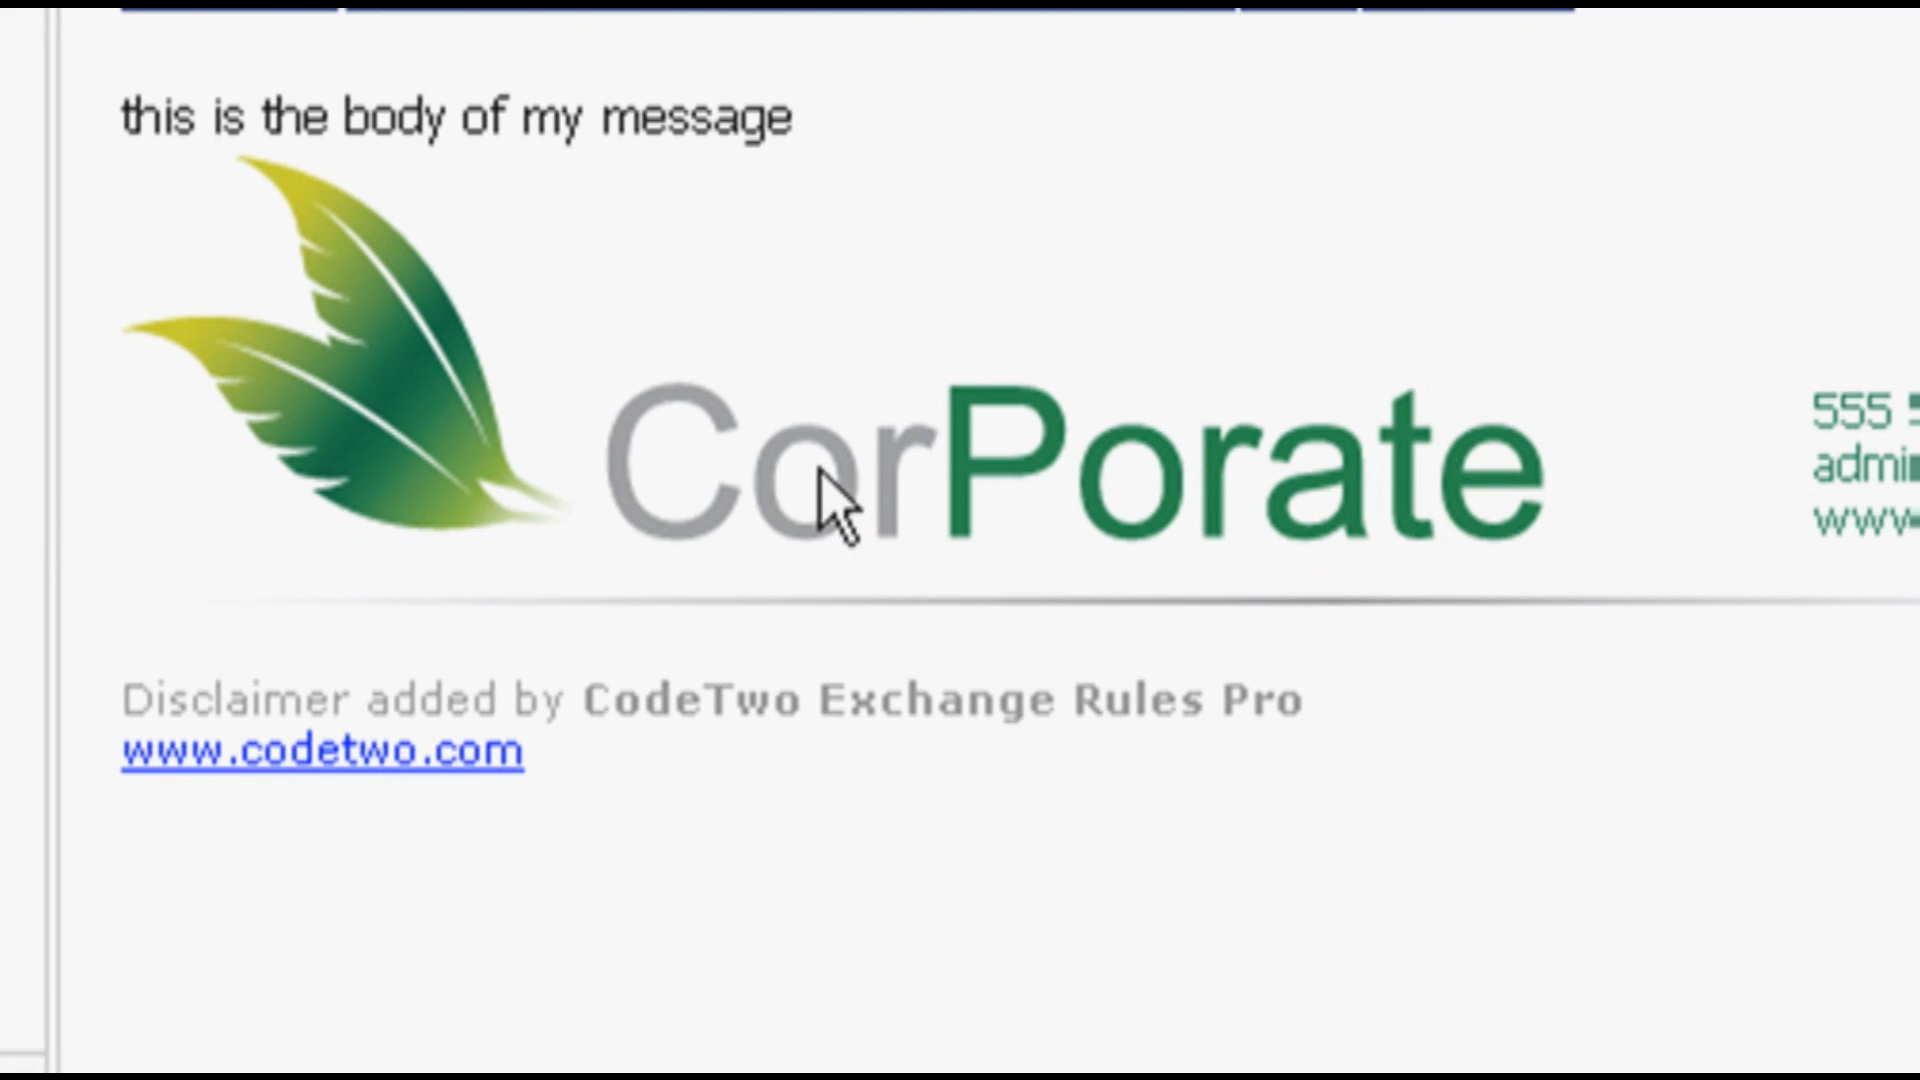 this is the body of my message
CorPorate
555
www
Disclaimer added by CodeTwo Exchange Rules Pro
www.codetwo.com